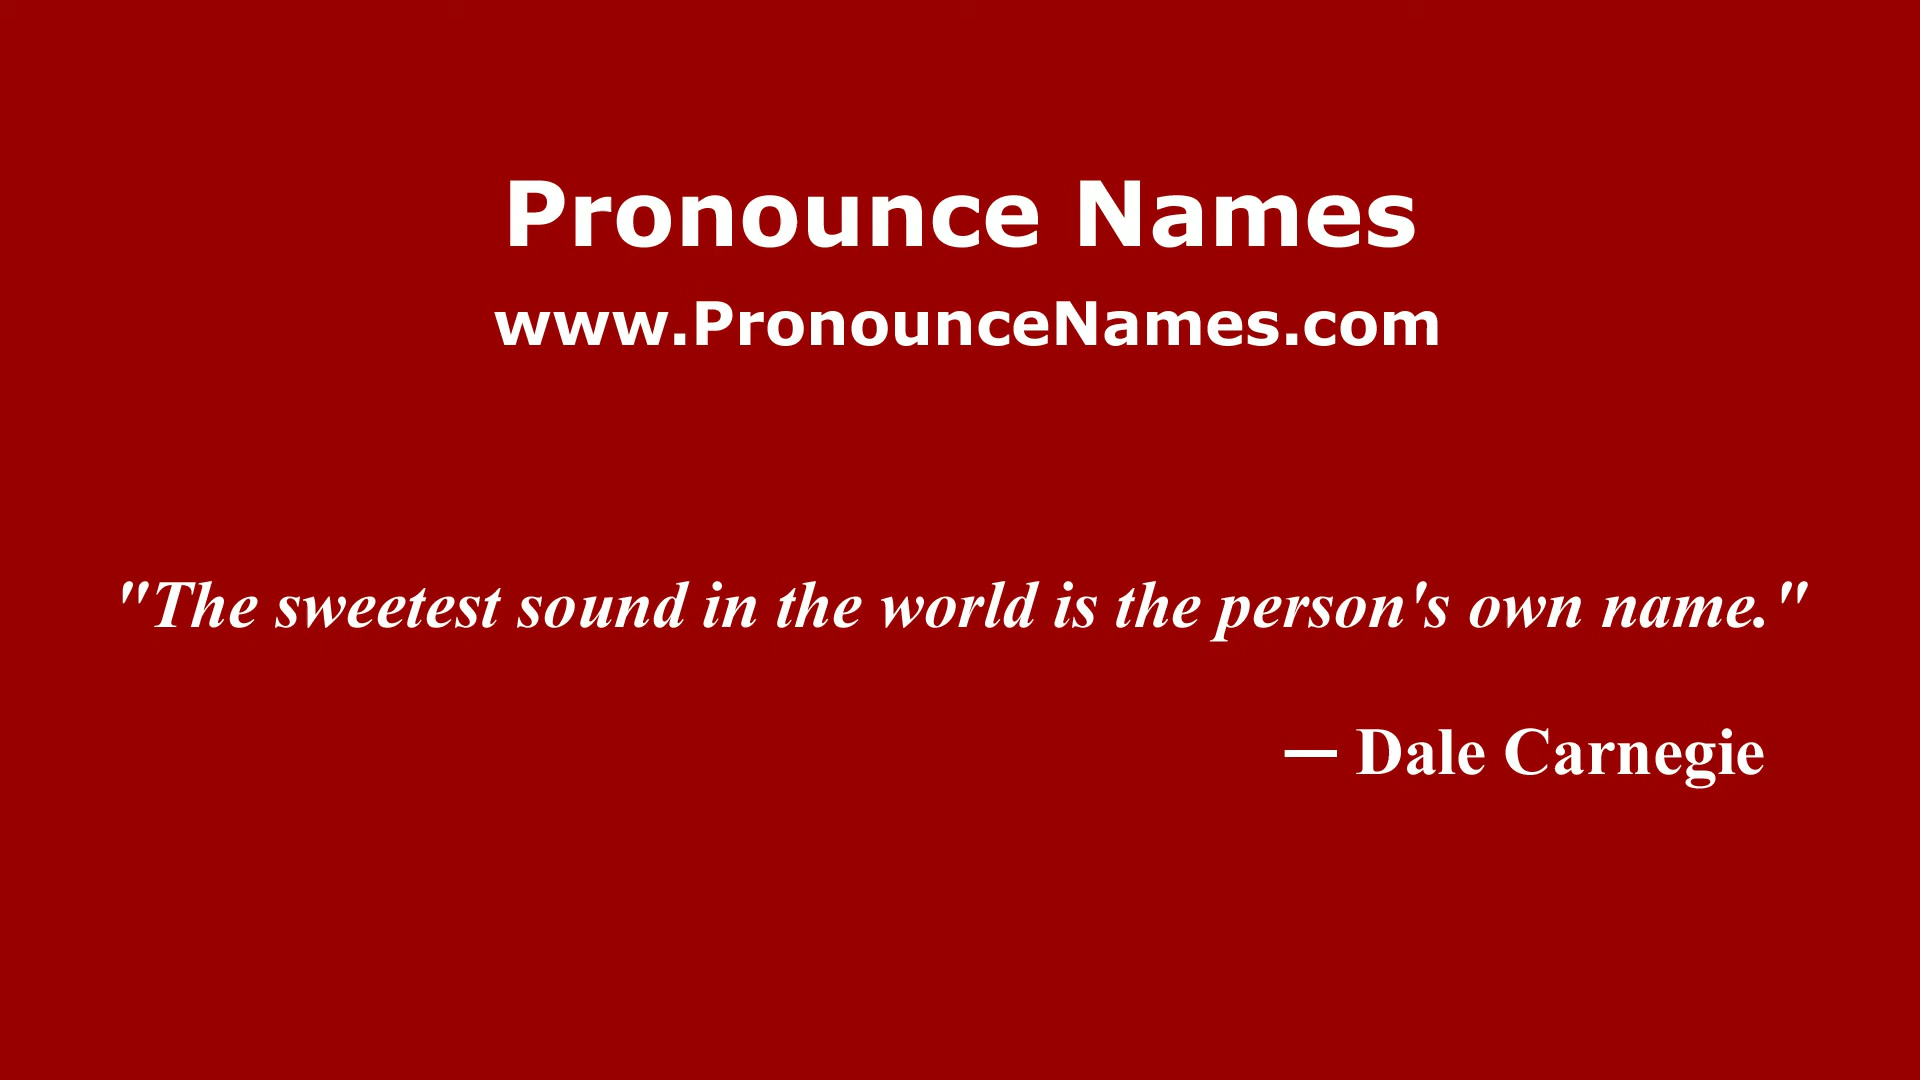 Pronounce Names
www.PronounceNames.com
"The sweetest sound in the world is the person's own name."
— Dale Carnegie